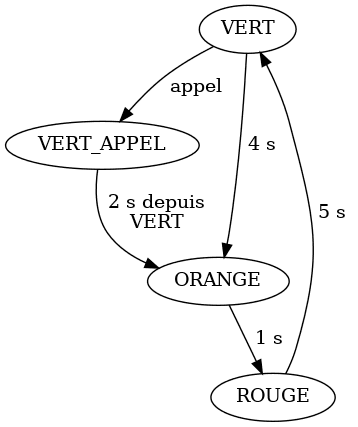 VERT
appel
VERT_APPEL
4 s
2 s depuis
VERT
5 s
ORANGE
1 s
ROUGE